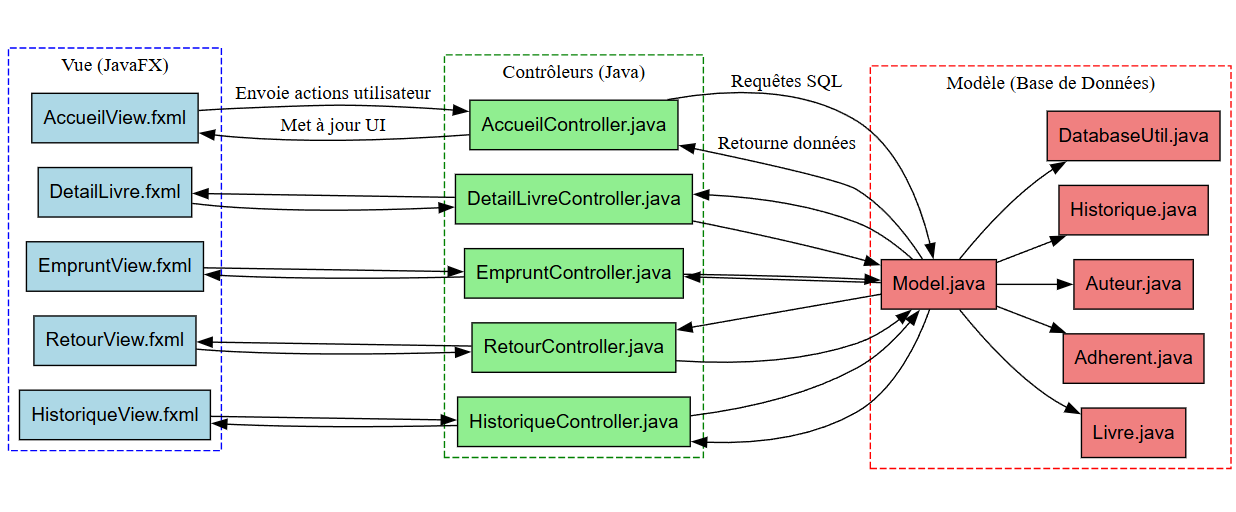 Vue (JavaFX)
AccueilView.fxml
DetailLivre.fxml
EmpruntView.fxml
RetourView.fxml
HistoriqueView.fxml
Envoie actions utilisateur
Met à jour UI
Contrôleurs (Java)
AccueilController.java
DetailLivreController.java
EmpruntController.java
RetourController.java
HistoriqueController.java
Requêtes SQL
Retourne données
Modèle (Base de Données)
Model.java
DatabaseUtil.java
Historique.java
Auteur.java
Adherent.java
Livre.java